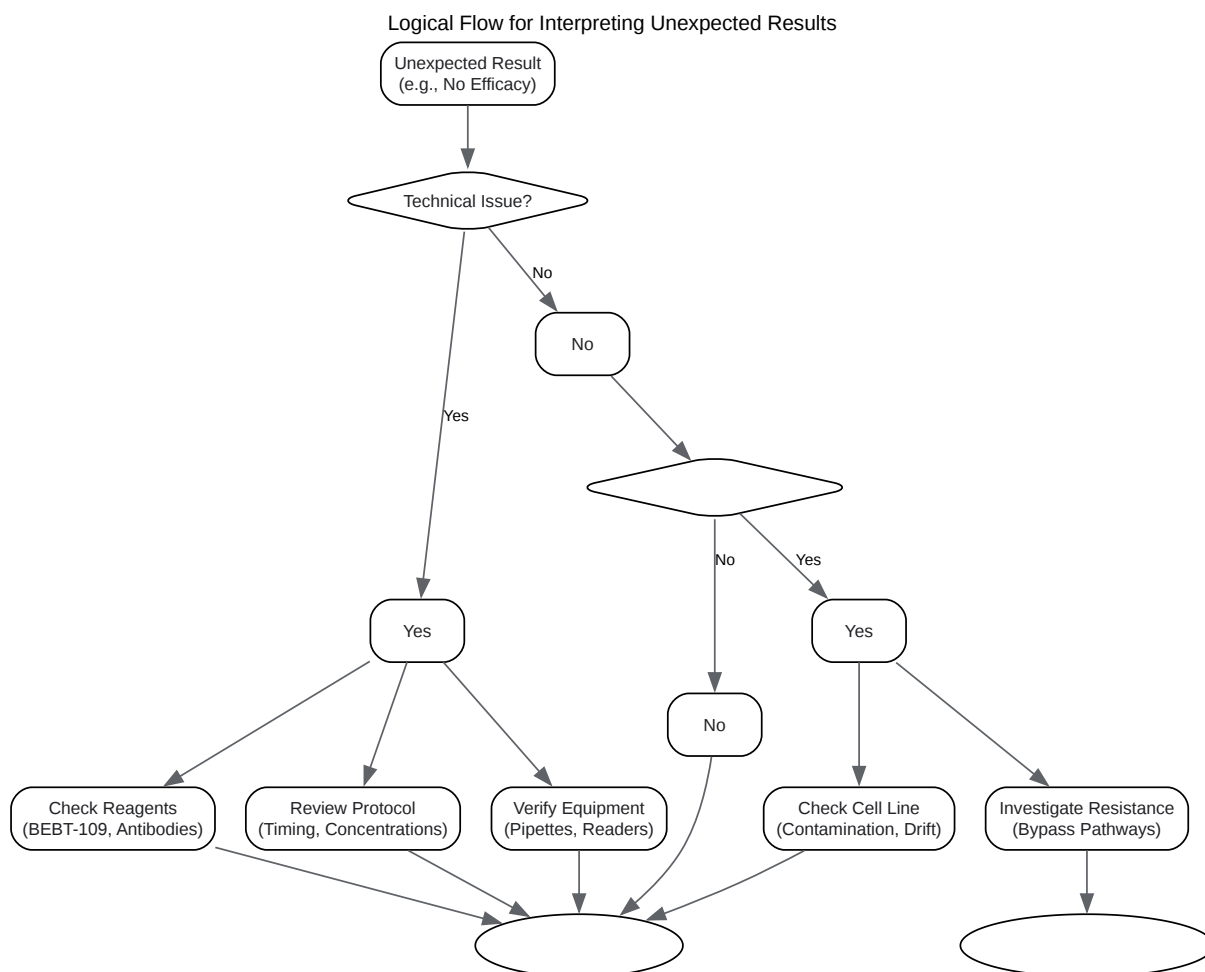 Logical Flow for Interpreting Unexpected Results
Unexpected Result
(e.g., No Efficacy)
Technical Issue?
No
No
Yes
No
Yes
Yes
Yes
No
Check Reagents
(BEBT-109, Antibodies)
Review Protocol
(Timing, Concentrations)
Verify Equipment
(Pipettes, Readers)
Check Cell Line
(Contamination, Drift)
Investigate Resistance
(Bypass Pathways)